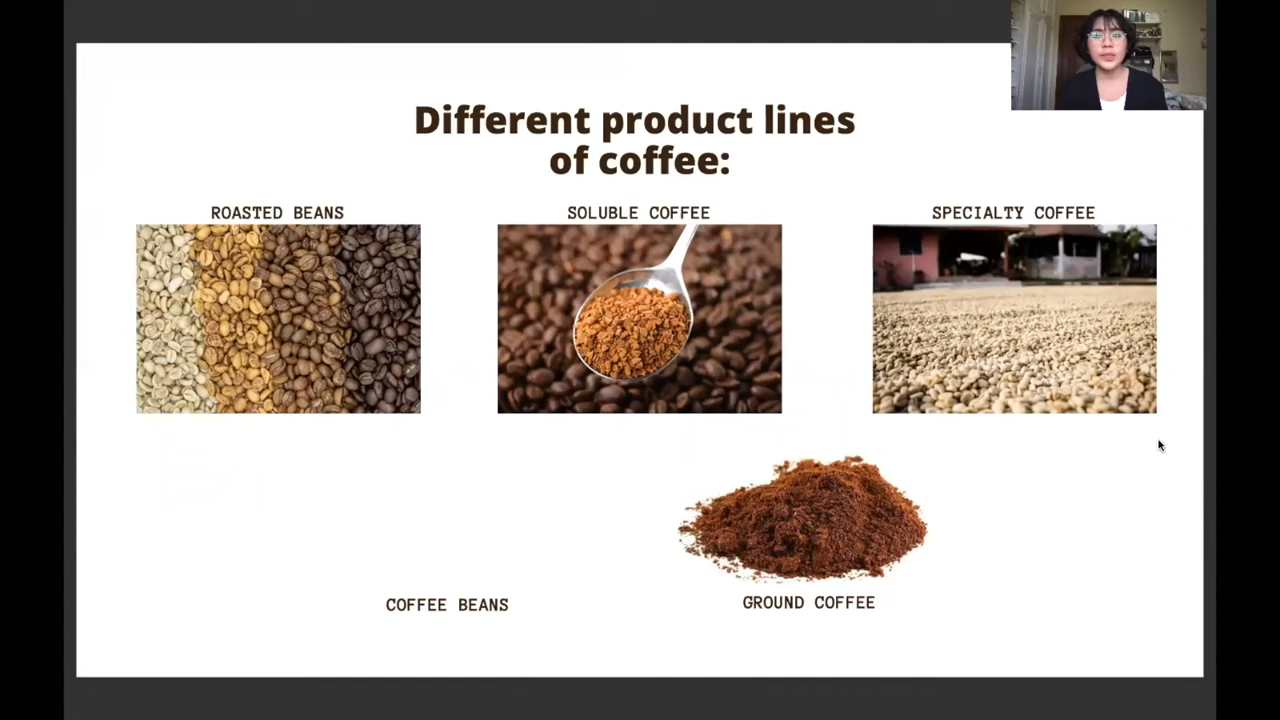 Different product lines
of coffee:
ROASTED BEANS
SOLUBLE COFFEE
SPECIALTY COFFEE
COFFEE BEANS
GROUND COFFEE